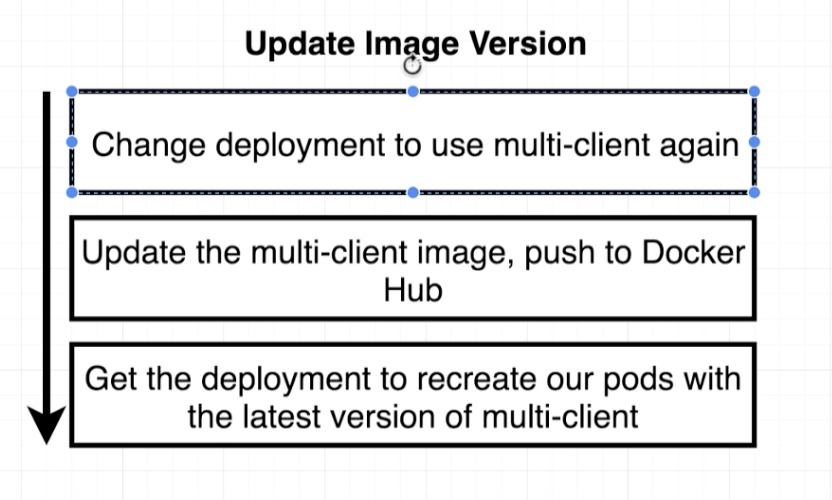 Update Image Version
Change deployment to use multi-client again
Update the multi-client image, push to Docker
Hub
Get the deployment to recreate our pods with
the latest version of multi-client